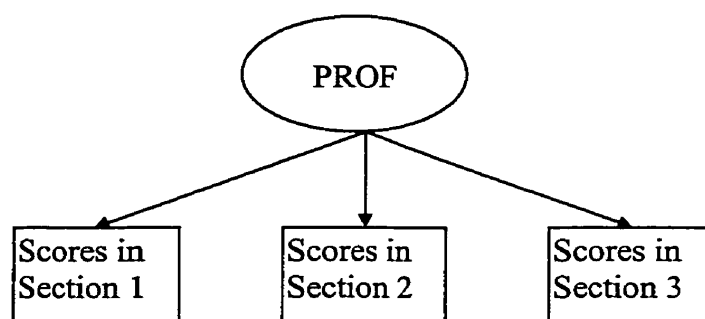 PROF
Scores in
Section 1
Scores in
Section 2
Scores in
Section 3